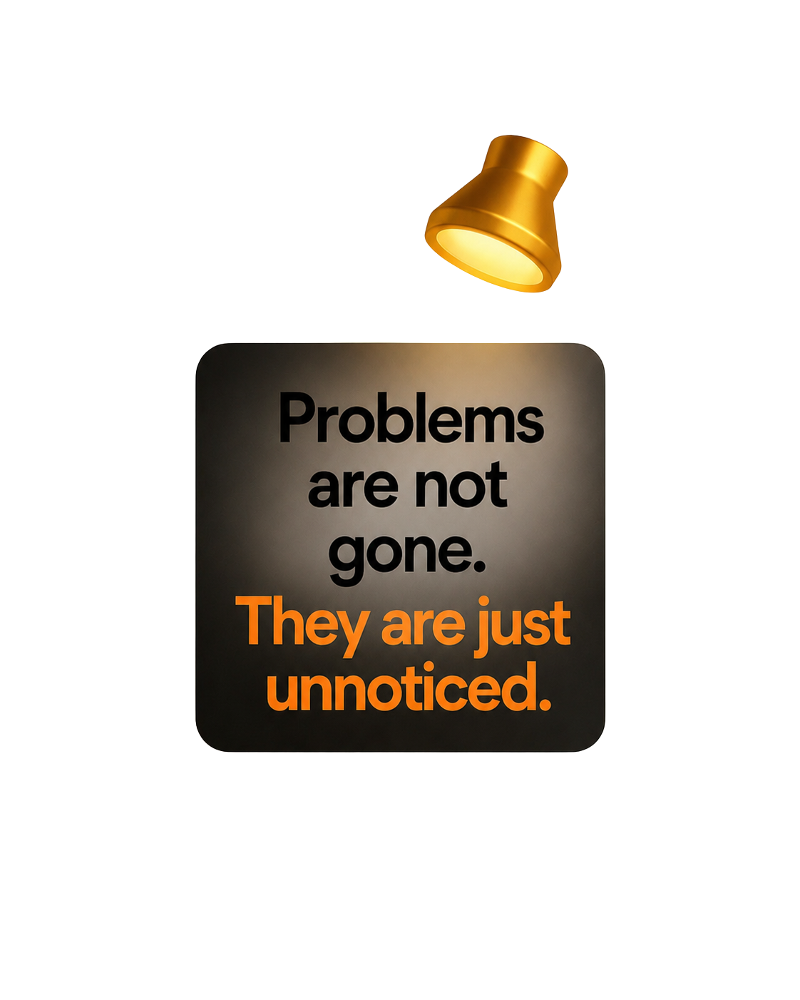 Problems
are not
gone.
They are just
unnoticed.